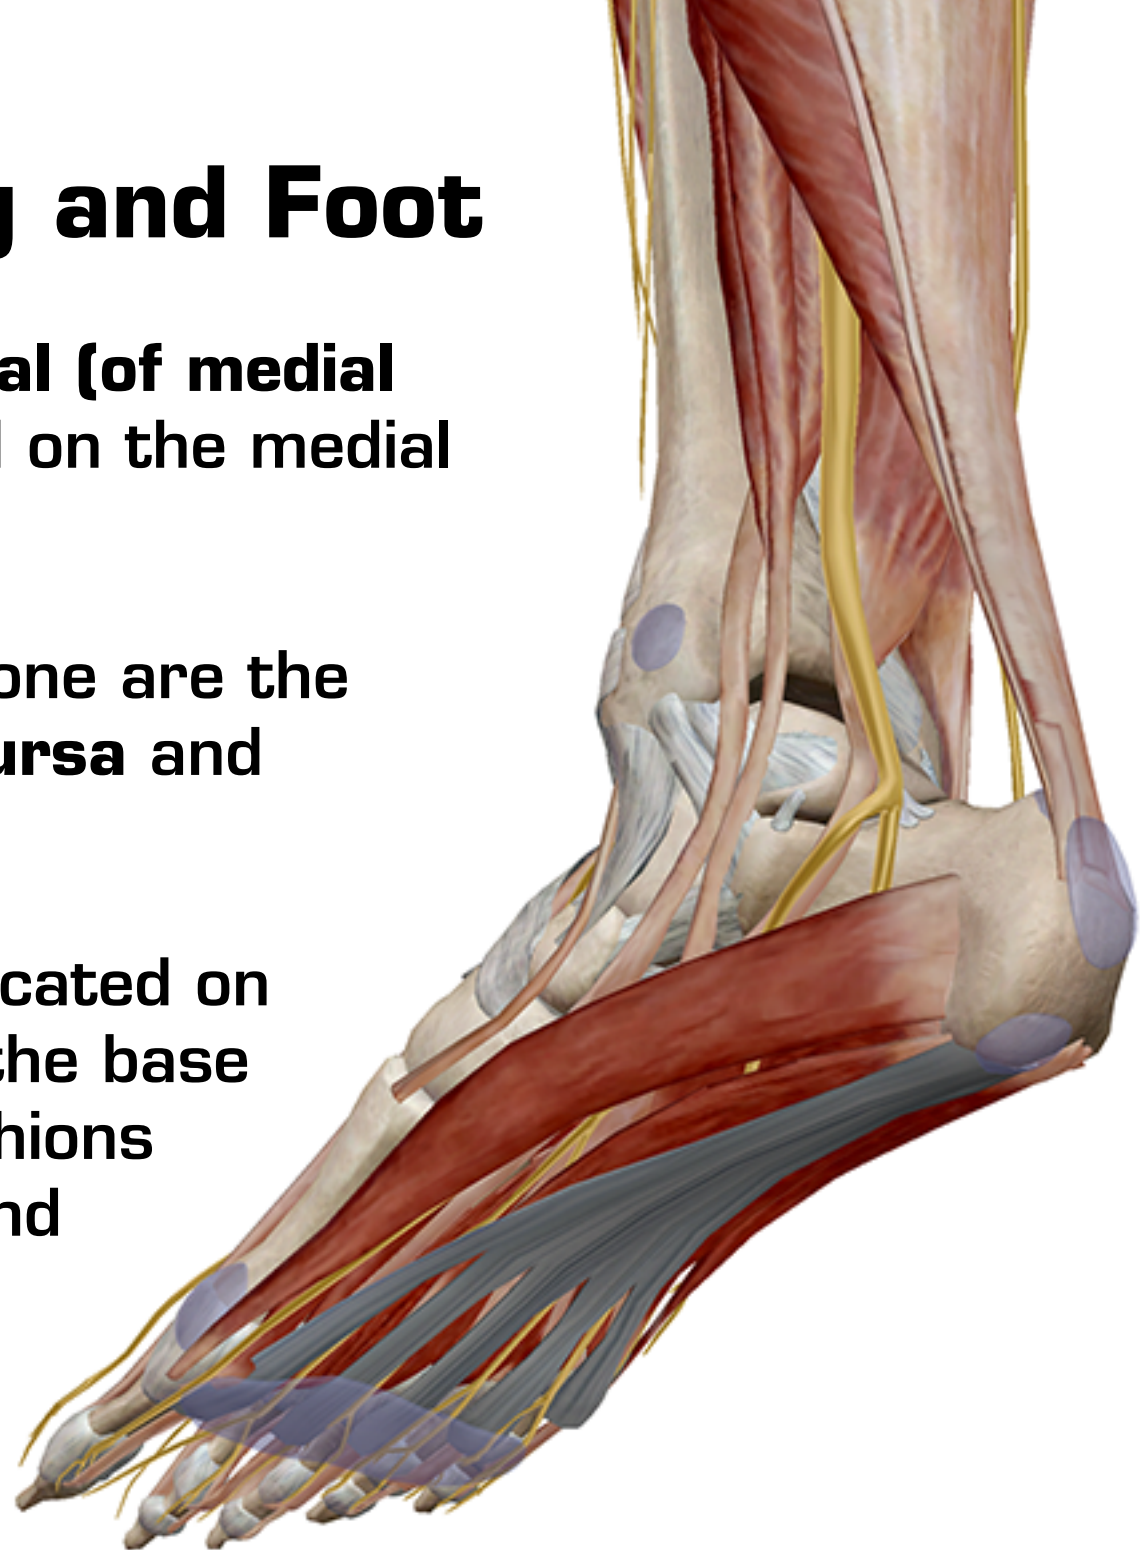 and Foot
al (of medial
on the medial
one are the
ursa and
cated on
the base
hions
nd